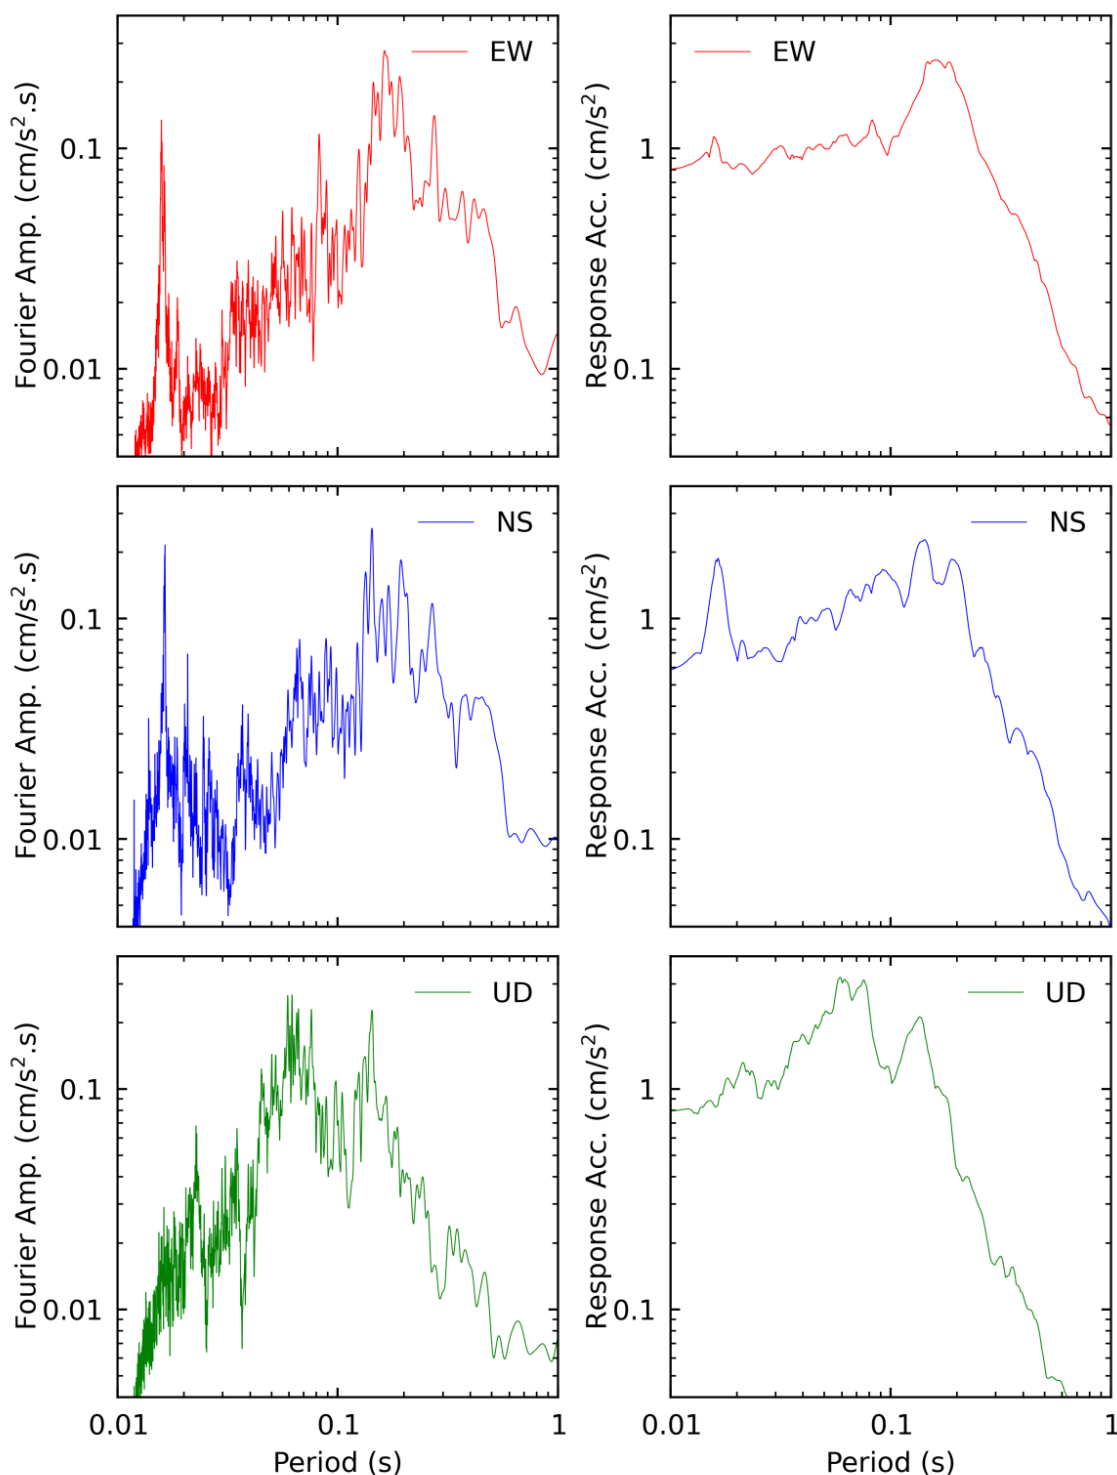 EW
EW
0.1
0.01
Fourier Amp. (cm/s².s)
1
0.1
Response Acc. (cm/s²)
NS
NS
0.1
0.01
Fourier Amp. (cm/s².s)
1
0.1
Response Acc. (cm/s²)
UD
UD
0.1
0.01
Fourier Amp. (cm/s².s)
1
0.1
Response Acc. (cm/s²)
0.01 0.1 1
Period (s)
0.01 0.1 1
Period (s)